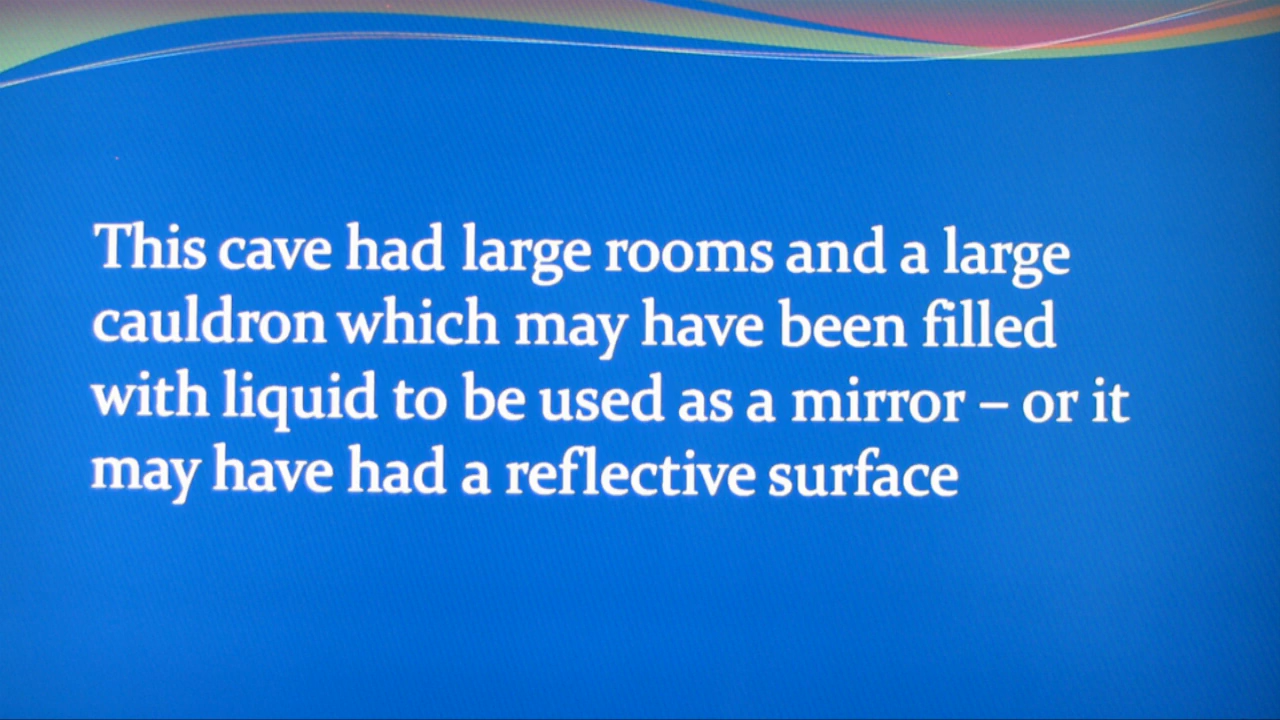 This cave had large rooms and a large
cauldron which may have been filled
with liquid to be used as a mirror – or it
may have had a reflective surface